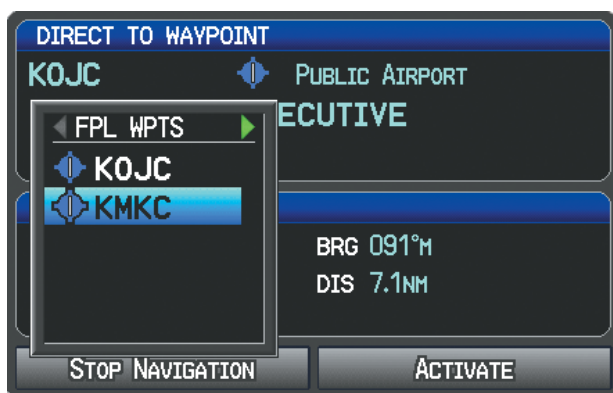 DIRECT TO WAYPOINT
KOJC PUBLIC AIRPORT
ECUTIVE
FPL WPTS
KOJC
KMKC
BRG 091°M
DIS 7.1NM
STOP NAVIGATION ACTIVATE